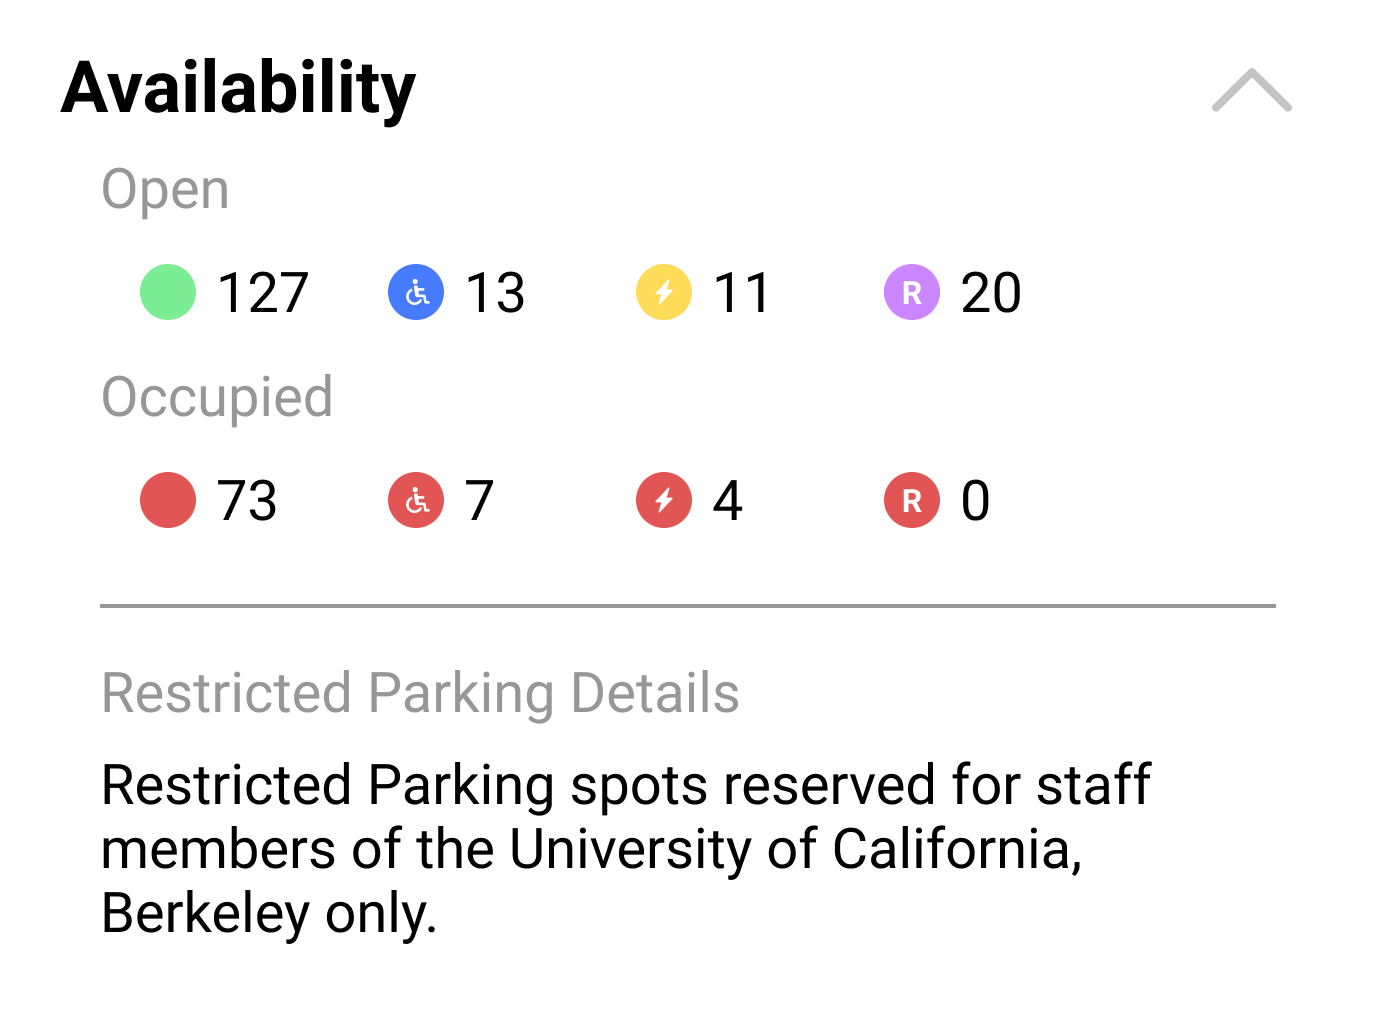 Availability
Open
127 13 11 R 20
Occupied
73 7 4 R 0
Restricted Parking Details
Restricted Parking spots reserved for staff
members of the University of California,
Berkeley only.